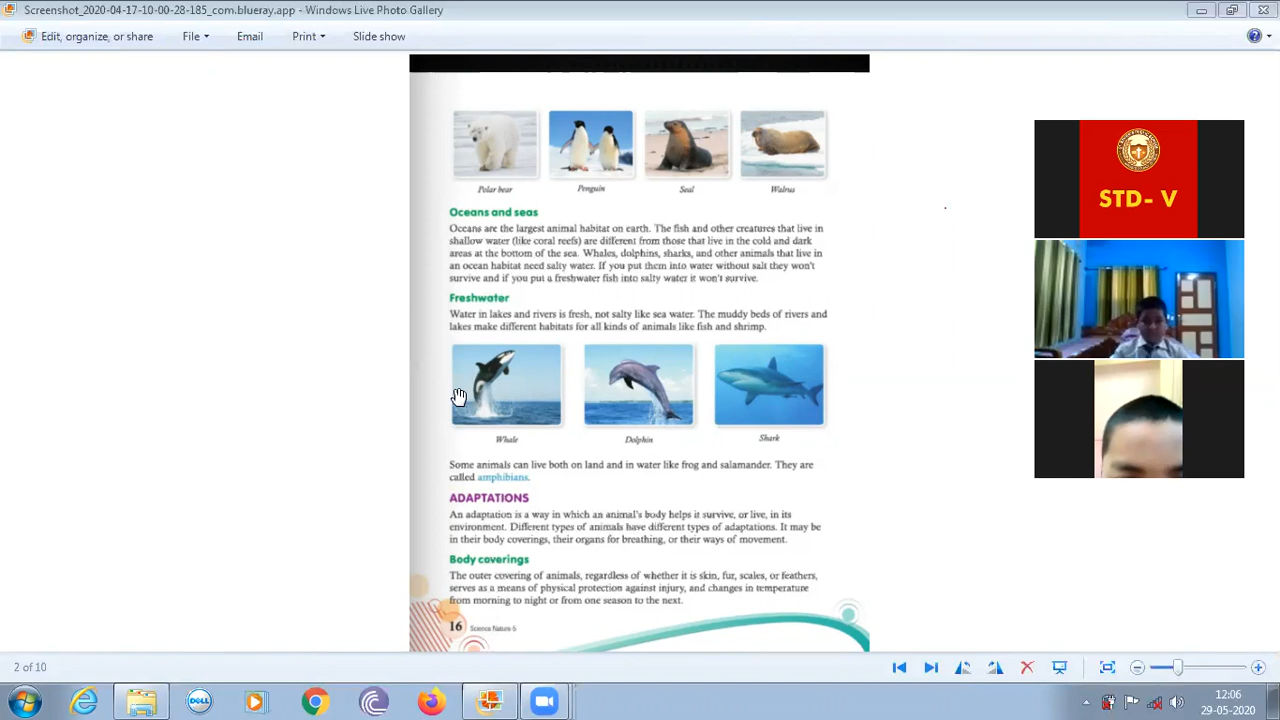 Screenshot_2020-04-17-10-00-28-185_com.blueray.app - Windows Live Photo Gallery
Edit, organize, or share
File
Email
Print
Slide show
Polar bear
Penguin
Seal
Walrus
Oceans and seas
Oceans are the largest animal habitat on earth. The fish and other creatures that live in
shallow water (like coral reefs) are different from those that live in the cold and dark
areas at the bottom of the sea. Whales, dolphins, sharks, and other animals that live in
an ocean habitat need salty water. If you put them into water without salt they won't
survive and if you put a freshwater fish into salty water it won't survive.
Freshwater
Water in lakes and rivers is fresh, not salty like sea water. The muddy beds of rivers and
lakes make different habitats for all kinds of animals like fish and shrimp.
Whale
Dolphin
Shark
Some animals can live both on land and in water like frog and salamander. They are
called amphibians.
ADAPTATIONS
An adaptation is a way in which an animal's body helps it survive, or live, in its
environment. Different types of animals have different types of adaptations. It may be
in their body coverings, their organs for breathing, or their ways of movement.
Body coverings
The outer covering of animals, regardless of whether it is skin, fur, scales, or feathers,
serves as a means of physical protection against injury, and changes in temperature
from morning to night or from one season to the next.
16 Science Nature-5
STD- V
2 of 10
DELL
12:06
29-05-2020